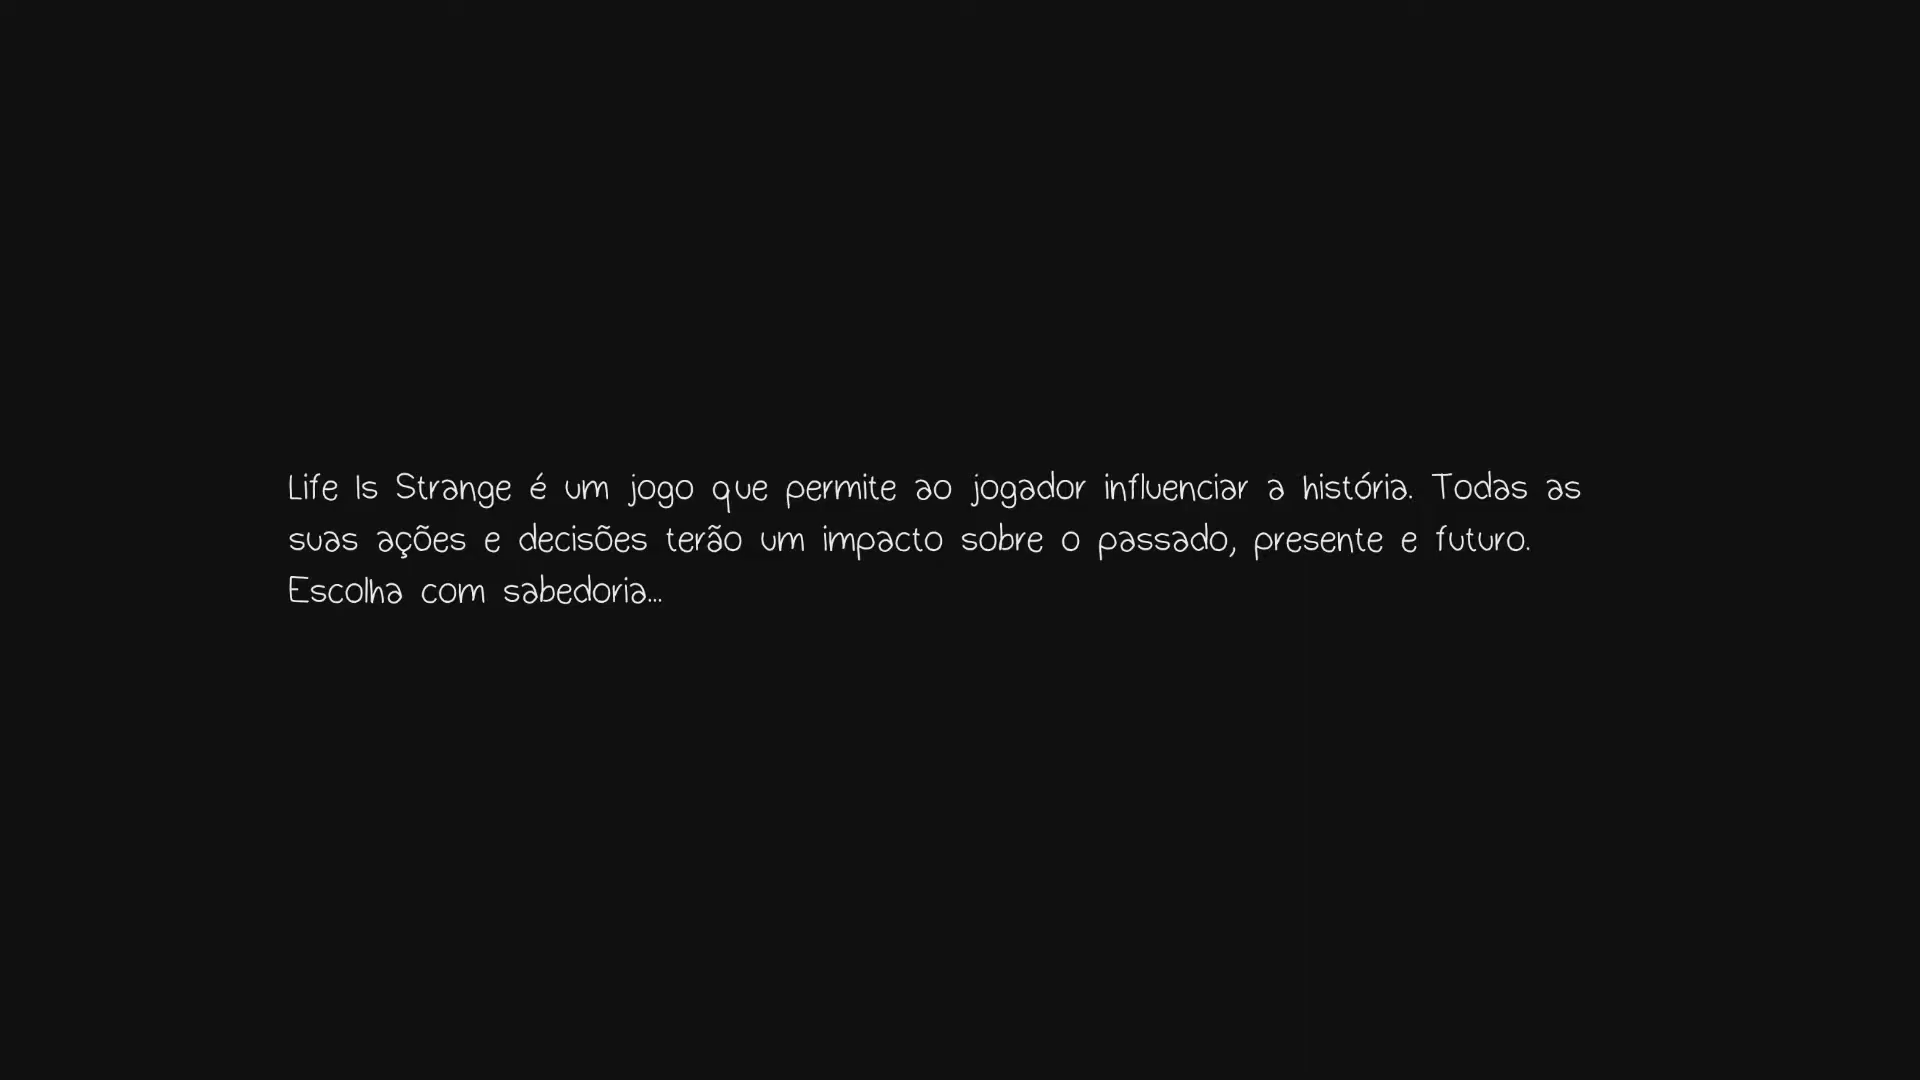 Life Is Strange é um jogo que permite ao jogador influenciar a história. Todas as
suas ações e decisões terão um impacto sobre o passado, presente e futuro.
Escolha com sabedoria...